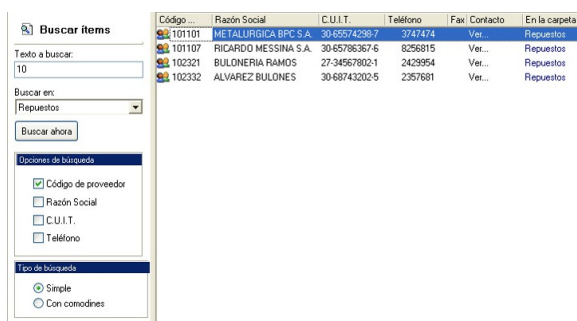 Buscar ítems
Texto a buscar:
10
Buscar en:
Repuestos
Buscar ahora
Opciones de búsqueda
Código de proveedor
Razón Social
C.U.I.T.
Teléfono
Tipo de búsqueda
Simple
Con comodines
Código ... Razón Social C.U.I.T. Teléfono Fax Contacto En la carpeta
101101 METALURGICA BPC S.A. 30-65574298-7 3747474 Ver... Repuestos
101107 RICARDO MESSINA S.A. 30-65786367-6 8256815 Ver... Repuestos
102321 BULONERIA RAMOS 27-34567802-1 2429954 Ver... Repuestos
102332 ALVAREZ BULONES 30-68743202-5 2357681 Ver... Repuestos